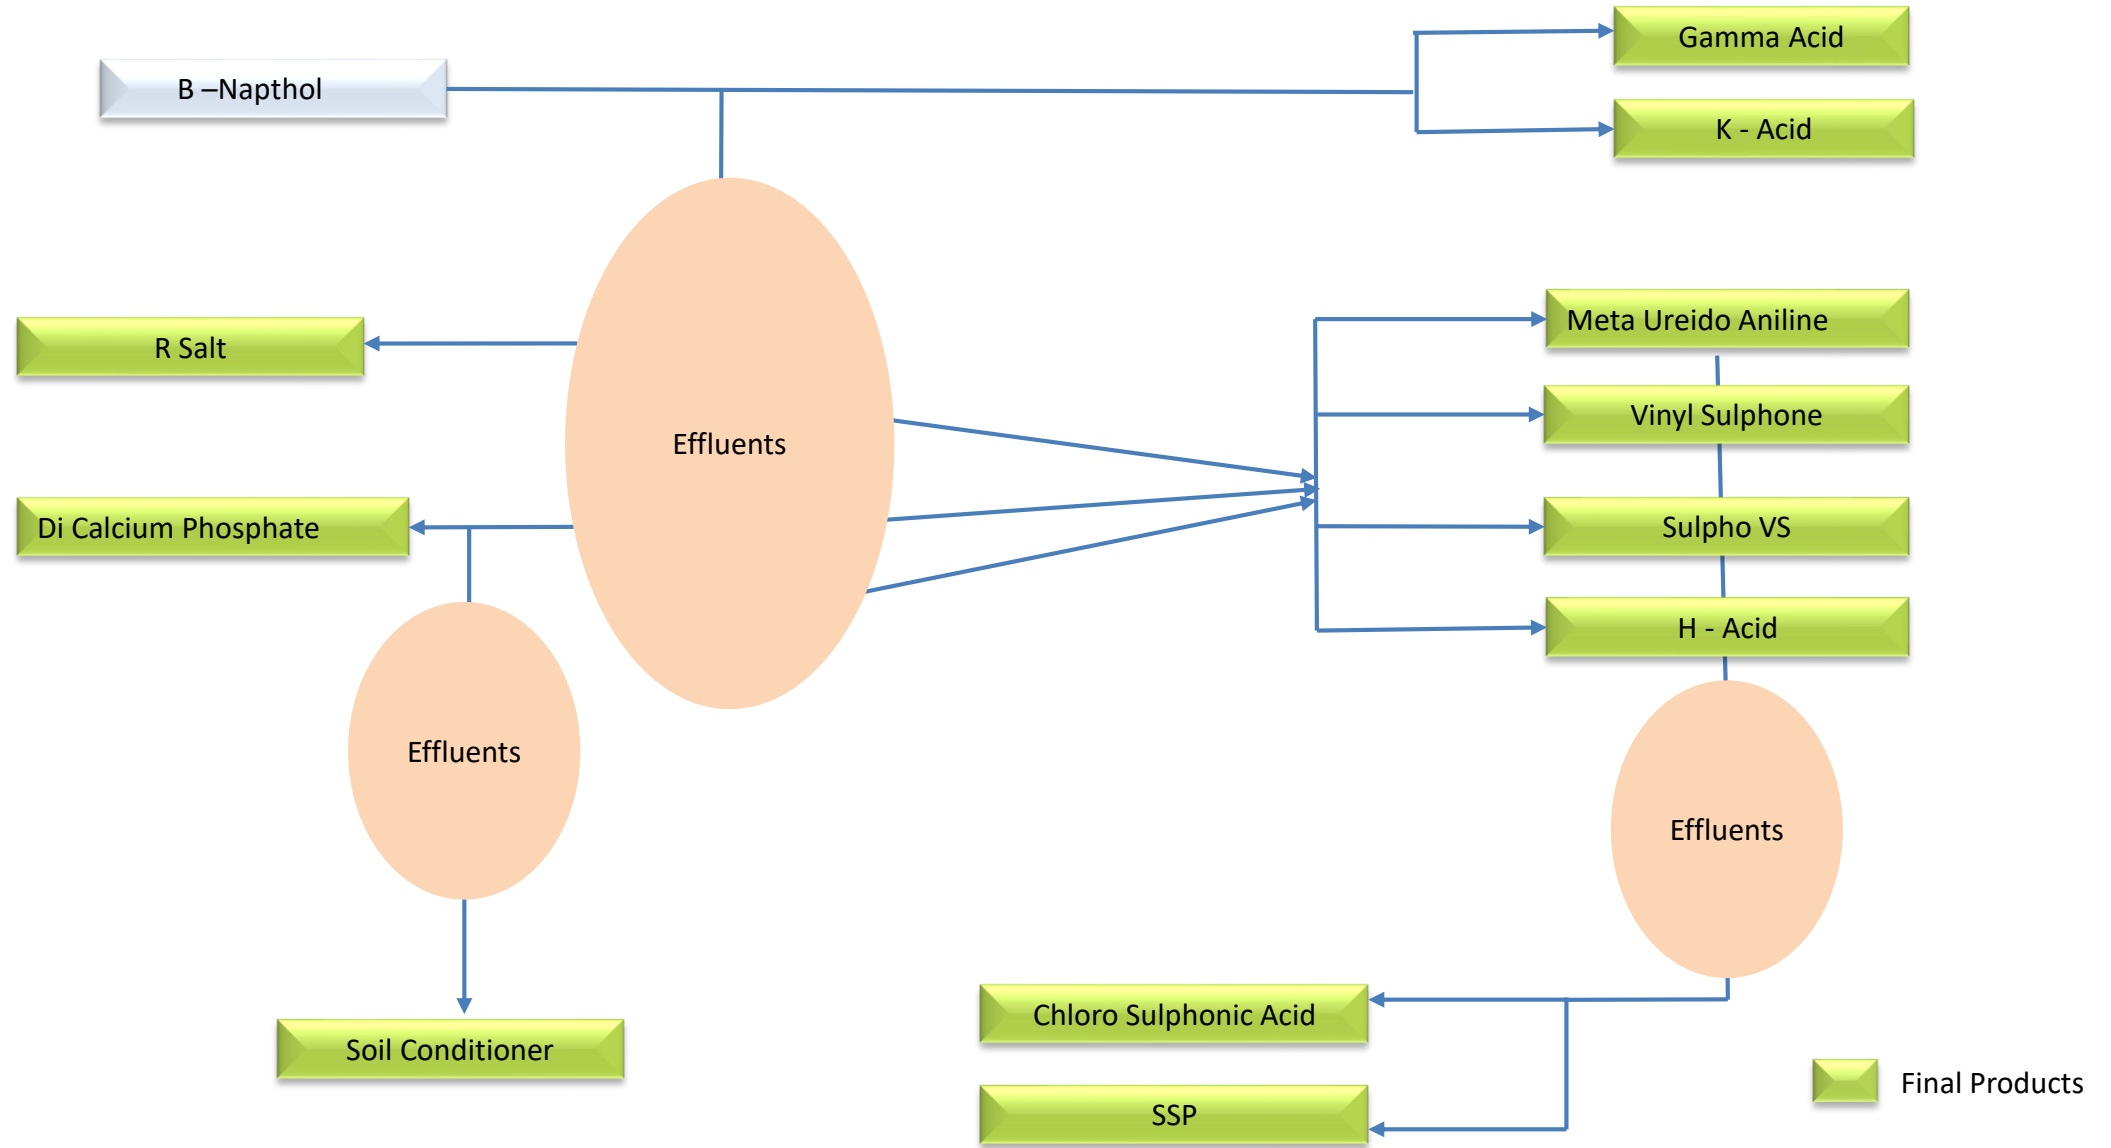 Gamma Acid
B –Napthol
K - Acid
Meta Ureido Aniline
R Salt
Vinyl Sulphone
Effluents
Di Calcium Phosphate
Sulpho VS
H - Acid
Effluents
Effluents
Chloro Sulphonic Acid
Soil Conditioner
Final Products
SSP